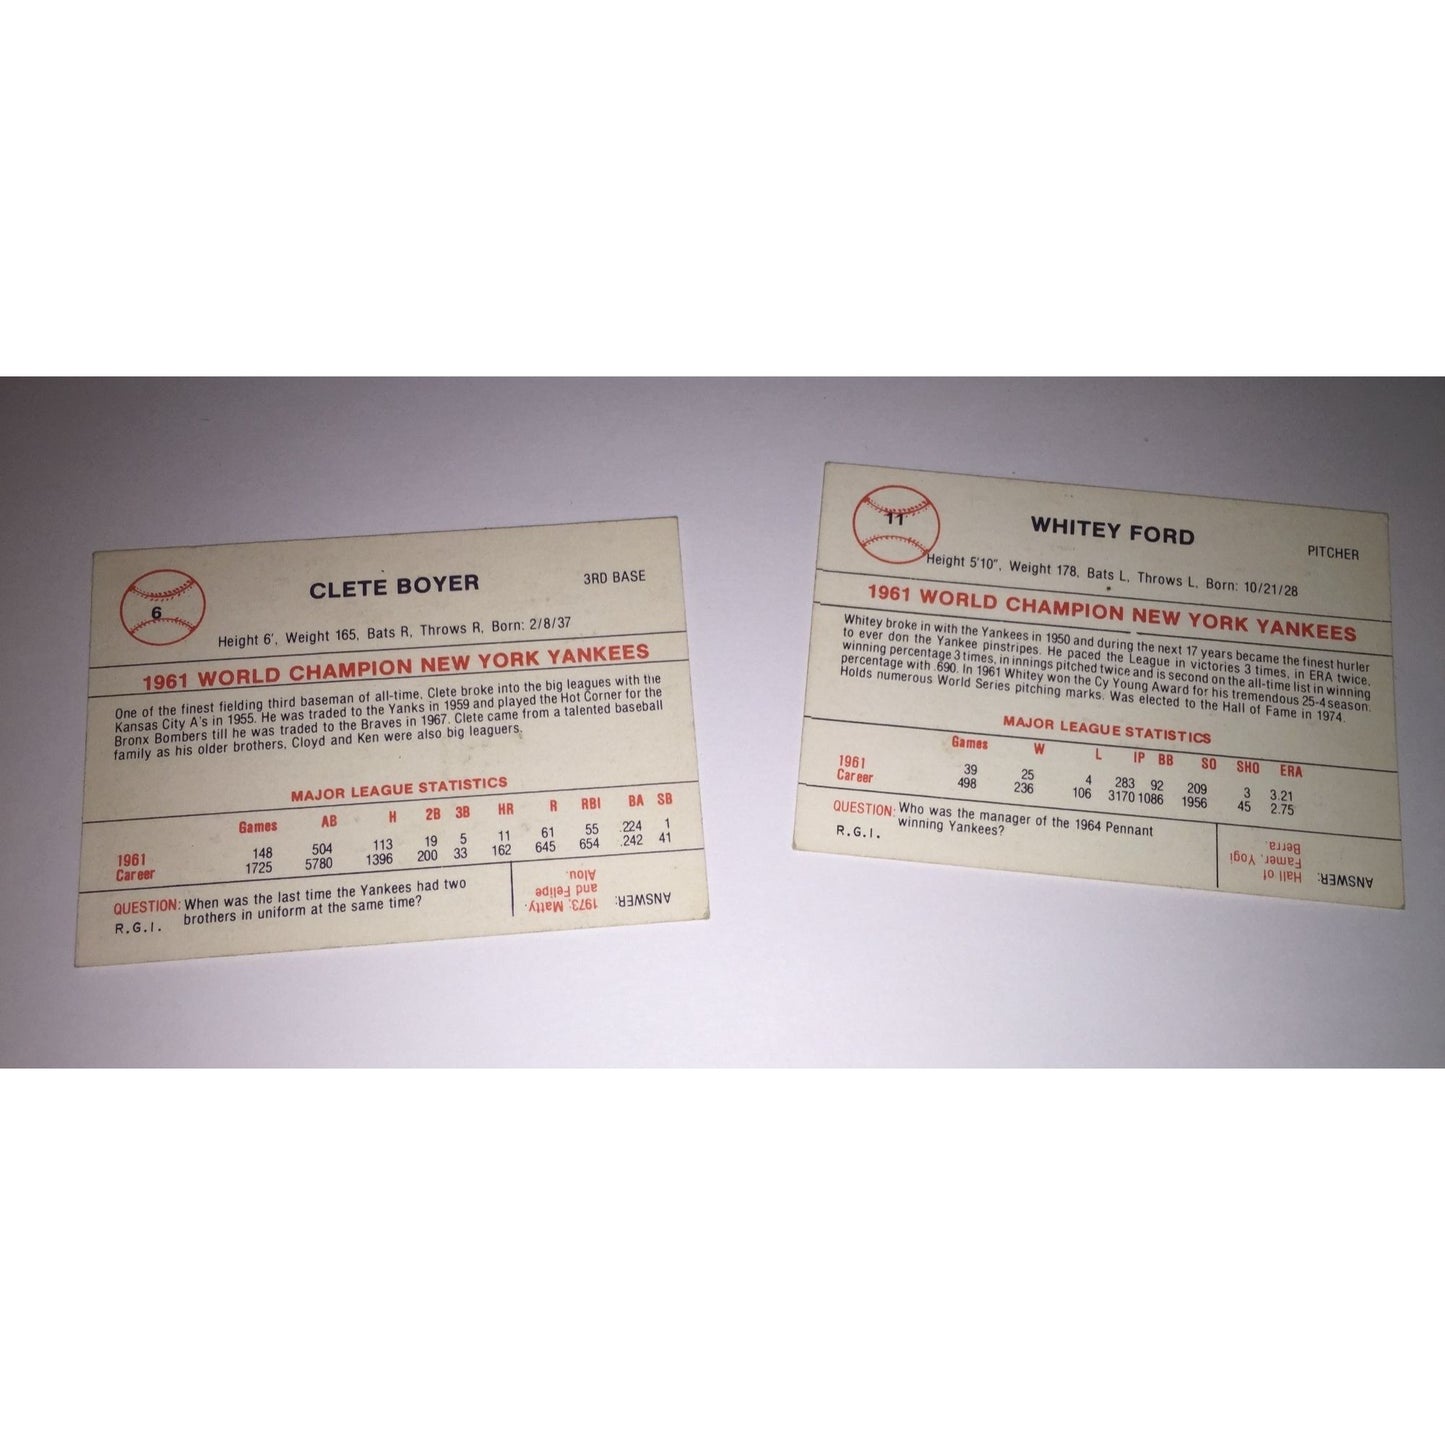 6
CLETE BOYER
3RD BASE
Height 6', Weight 165, Bats R, Throws R, Born: 2/8/37
1961 WORLD CHAMPION NEW YORK YANKEES
One of the finest fielding third baseman of all-time. Clete broke into the big leagues with the
Kansas City A's in 1955. He was traded to the Yanks in 1959 and played the Hot Corner for the
Bronx Bombers till he was traded to the Braves in 1967. Clete came from a talented baseball
family as his older brothers, Cloyd and Ken were also big leaguers.
MAJOR LEAGUE STATISTICS
Games AB H 2B 3B HR R RBI BA SB
1961 148 504 113 19 5 11 61 55 .224 1
Career 1725 5780 1396 200 33 162 645 654 .242 41
QUESTION: When was the last time the Yankees had two
brothers in uniform at the same time?
R.G.I.
ANSWER: 1973; Matty
and Felipe
Alou.
11
WHITEY FORD
PITCHER
Height 5'10", Weight 178, Bats L, Throws L, Born: 10/21/28
1961 WORLD CHAMPION NEW YORK YANKEES
Whitey broke in with the Yankees in 1950 and during the next 17 years became the finest hurler
to ever don the Yankee pinstripes. He paced the League in victories 3 times, in ERA twice,
winning percentage 3 times, in innings pitched twice and is second on the all-time list in winning
percentage with .690. In 1961 Whitey won the Cy Young Award for his tremendous 25-4 season.
Holds numerous World Series pitching marks. Was elected to the Hall of Fame in 1974.
MAJOR LEAGUE STATISTICS
Games W L IP BB SO SHO ERA
1961 39 25 4 283 92 209 3 3.21
Career 498 236 106 3170 1086 1956 45 2.75
QUESTION: Who was the manager of the 1964 Pennant
winning Yankees?
R.G.I.
ANSWER: Hall of
Famer, Yogi
Berra.